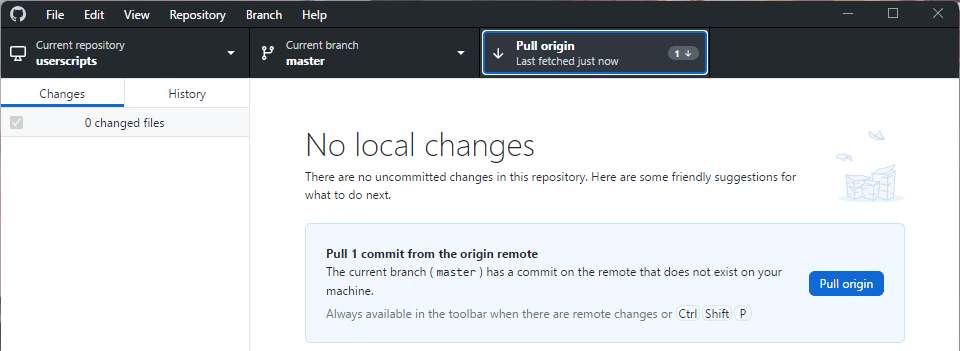 File Edit View Repository Branch Help
Current repository
userscripts
Current branch
master
Pull origin
Last fetched just now
1
Changes History
0 changed files
No local changes
There are no uncommitted changes in this repository. Here are some friendly suggestions for
what to do next.
Pull 1 commit from the origin remote
The current branch ( master ) has a commit on the remote that does not exist on your
machine.
Always available in the toolbar when there are remote changes or Ctrl Shift P
Pull origin